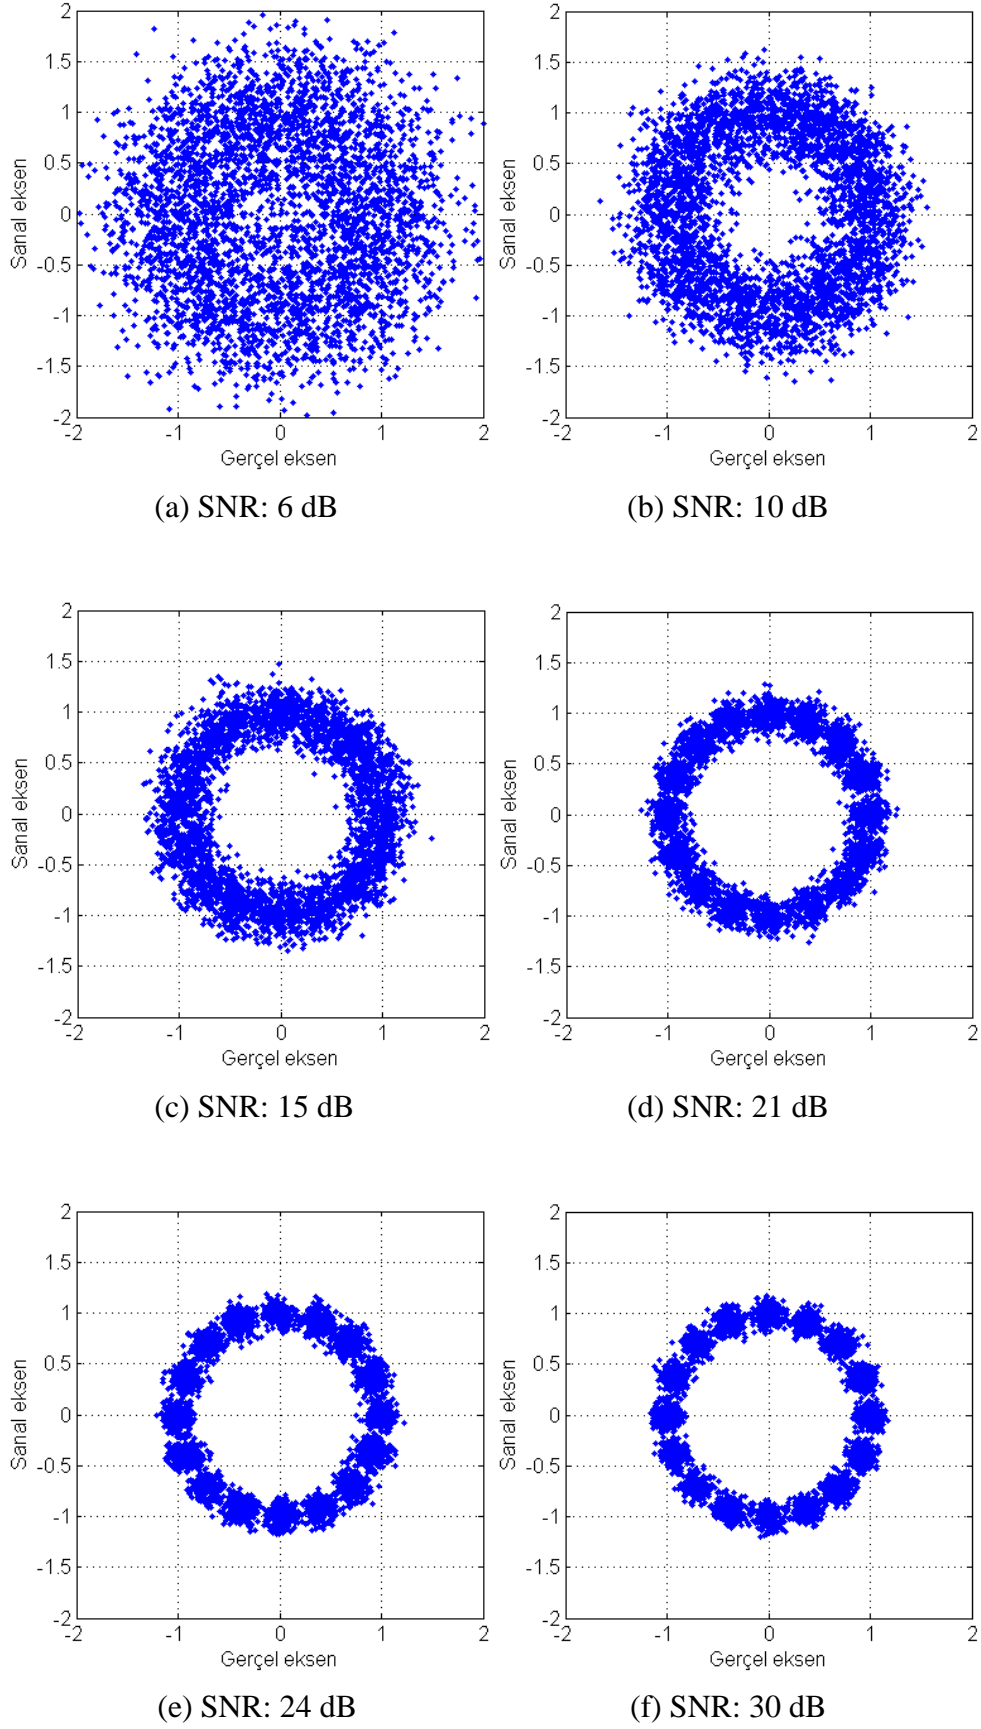 2
1.5
1
0.5
0
-0.5
-1
-1.5
-2
-2 -1 0 1 2
Sanal eksen
Gerçel eksen
(a) SNR: 6 dB
2
1.5
1
0.5
0
-0.5
-1
-1.5
-2
-2 -1 0 1 2
Sanal eksen
Gerçel eksen
(b) SNR: 10 dB
2
1.5
1
0.5
0
-0.5
-1
-1.5
-2
-2 -1 0 1 2
Sanal eksen
Gerçel eksen
(c) SNR: 15 dB
2
1.5
1
0.5
0
-0.5
-1
-1.5
-2
-2 -1 0 1 2
Sanal eksen
Gerçel eksen
(d) SNR: 21 dB
2
1.5
1
0.5
0
-0.5
-1
-1.5
-2
-2 -1 0 1 2
Sanal eksen
Gerçel eksen
(e) SNR: 24 dB
2
1.5
1
0.5
0
-0.5
-1
-1.5
-2
-2 -1 0 1 2
Sanal eksen
Gerçel eksen
(f) SNR: 30 dB